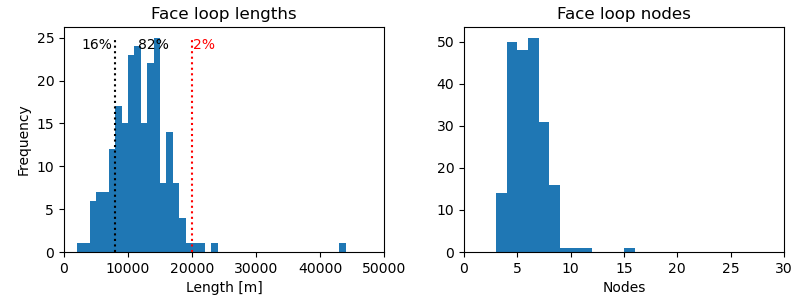 Face loop lengths
25
20
15
10
5
0
Frequency
16% 82% 2%
0 10000 20000 30000 40000 50000
Length [m]
Face loop nodes
50
40
30
20
10
0
0 5 10 15 20 25 30
Nodes